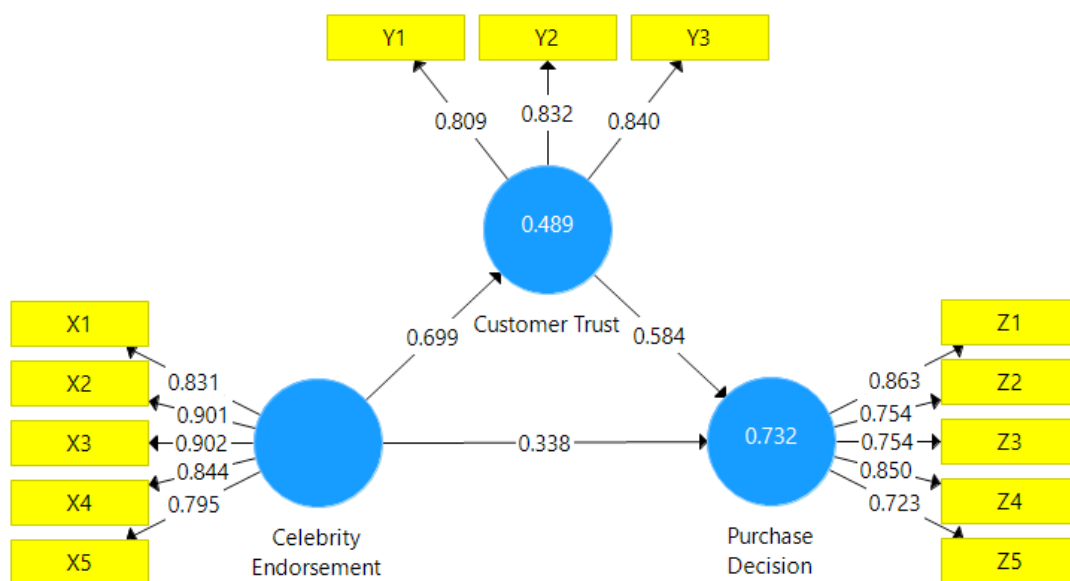 Y1
Y2
Y3
0.809
0.832
0.840
0.489
Customer Trust
0.699
0.584
X1
X2
X3
X4
X5
0.831
0.901
0.902
0.844
0.795
Celebrity
Endorsement
0.338
0.732
Purchase
Decision
0.863
0.754
0.754
0.850
0.723
Z1
Z2
Z3
Z4
Z5